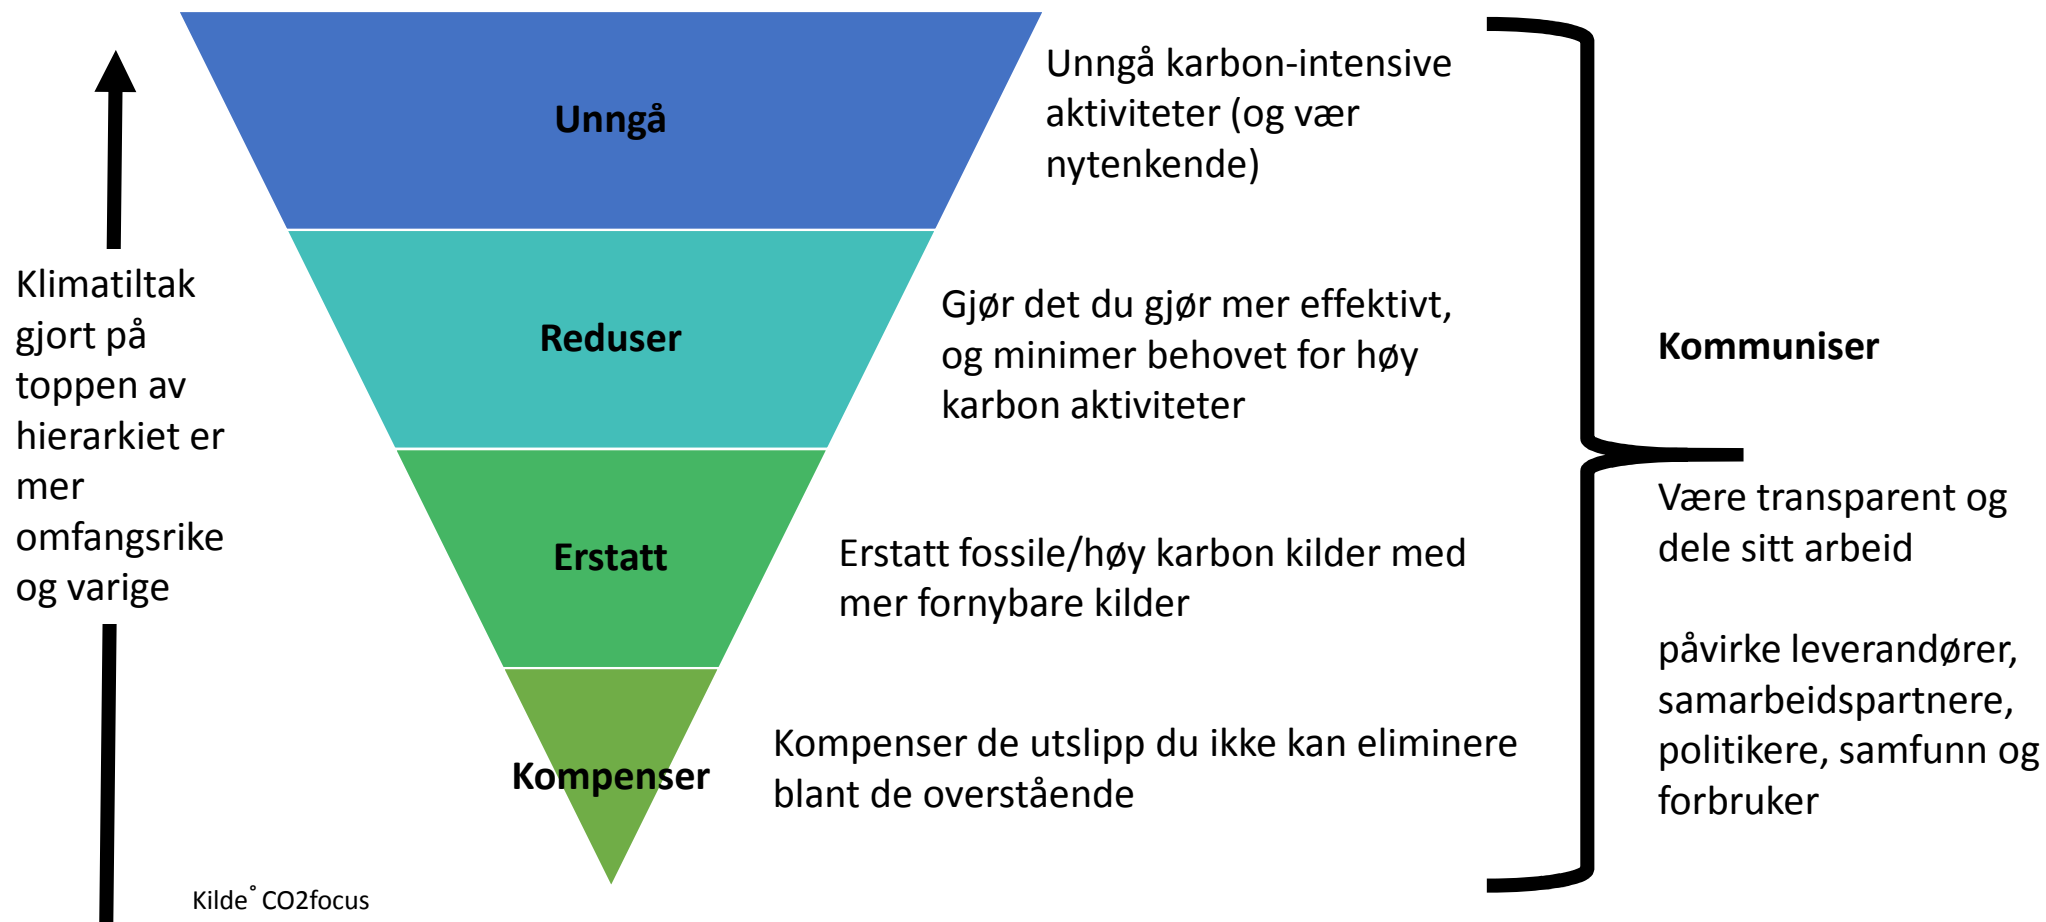 Klimatiltak
gjort på
toppen av
hierarkiet er
mer
omfangsrike
og varige
Unngå
Unngå karbon-intensive
aktiviteter (og vær
nytenkende)
Reduser
Gjør det du gjør mer effektivt,
og minimer behovet for høy
karbon aktiviteter
Erstatt
Erstatt fossile/høy karbon kilder med
mer fornybare kilder
Kompenser
Kompenser de utslipp du ikke kan eliminere
blant de overstående
Kommuniser
Være transparent og
dele sitt arbeid
påvirke leverandører,
samarbeidspartnere,
politikere, samfunn og
forbruker
Kilde° CO2focus